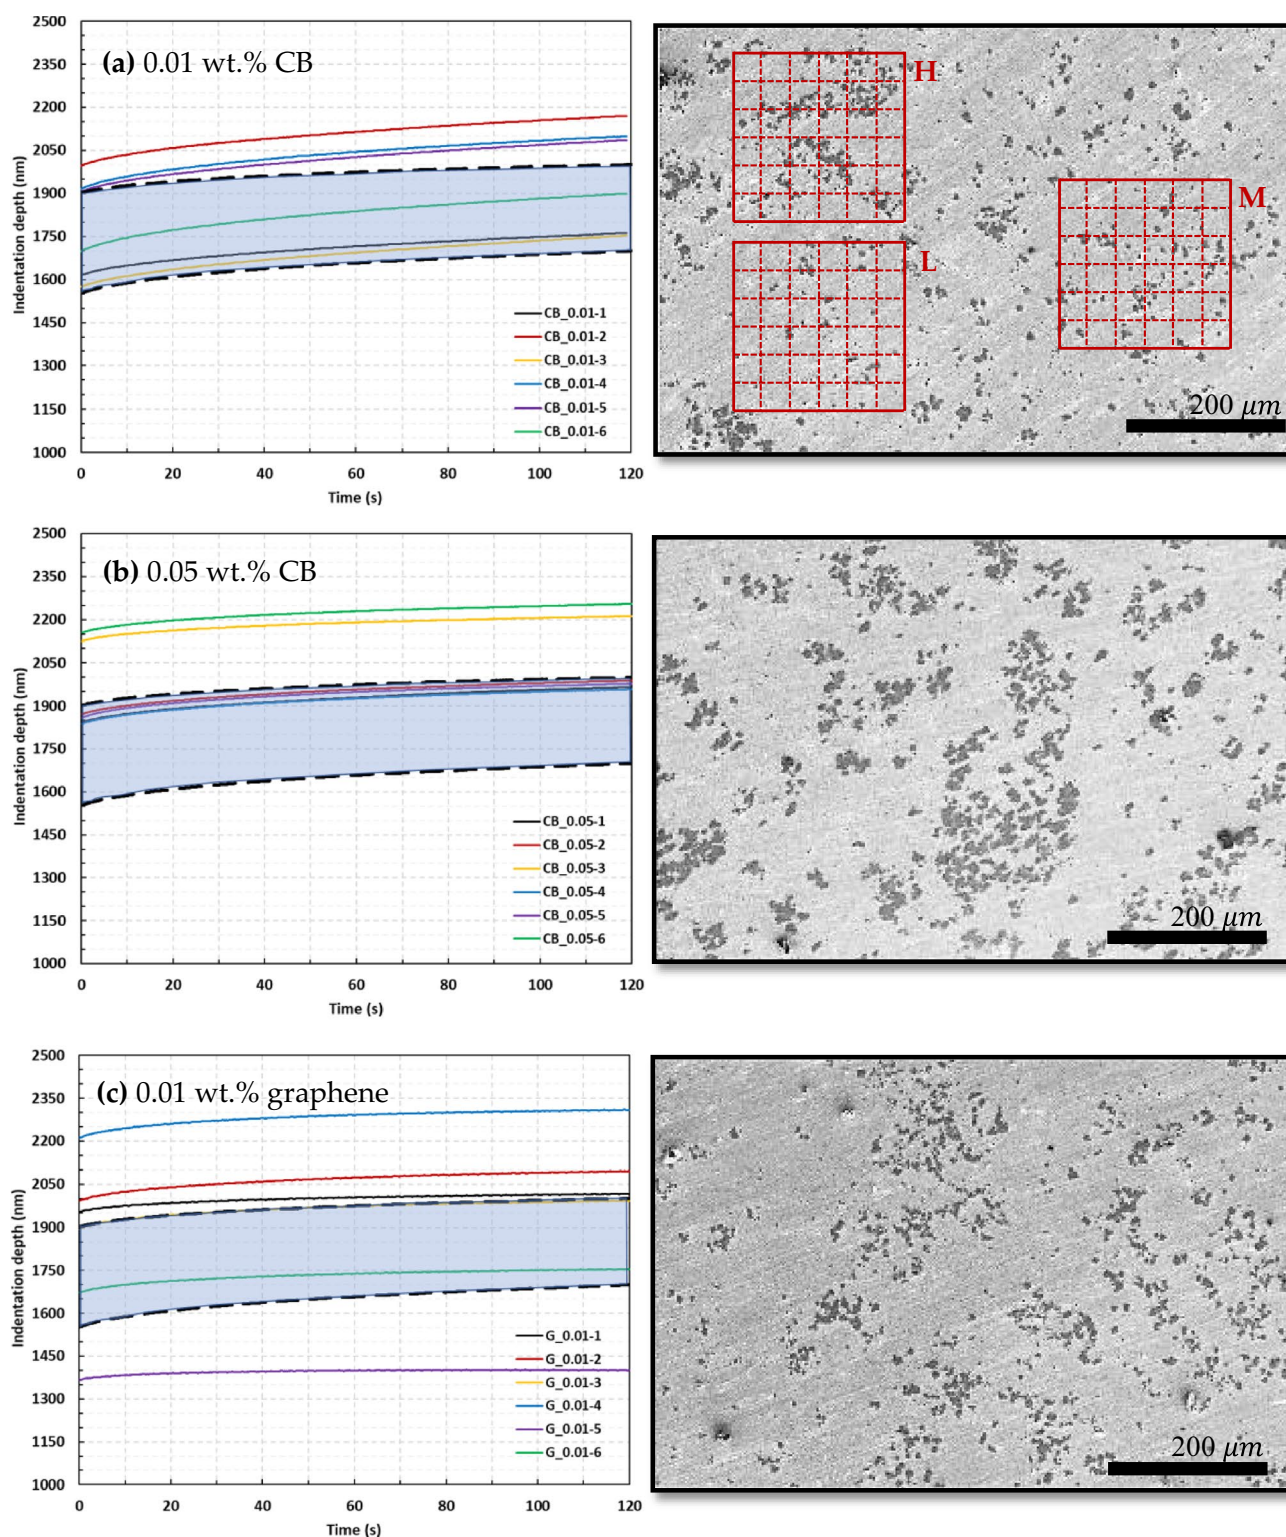 (a) 0.01 wt.% CB
2500
2350
2200
2050
1900
1750
1600
1450
1300
1150
1000
Indentation depth (nm)
CB_0.01-1
CB_0.01-2
CB_0.01-3
CB_0.01-4
CB_0.01-5
CB_0.01-6
0 20 40 60 80 100 120
Time (s)
H
L
M
200 μm
(b) 0.05 wt.% CB
2500
2350
2200
2050
1900
1750
1600
1450
1300
1150
1000
Indentation depth (nm)
CB_0.05-1
CB_0.05-2
CB_0.05-3
CB_0.05-4
CB_0.05-5
CB_0.05-6
0 20 40 60 80 100 120
Time (s)
200 μm
(c) 0.01 wt.% graphene
2500
2350
2200
2050
1900
1750
1600
1450
1300
1150
1000
Indentation depth (nm)
G_0.01-1
G_0.01-2
G_0.01-3
G_0.01-4
G_0.01-5
G_0.01-6
0 20 40 60 80 100 120
Time (s)
200 μm